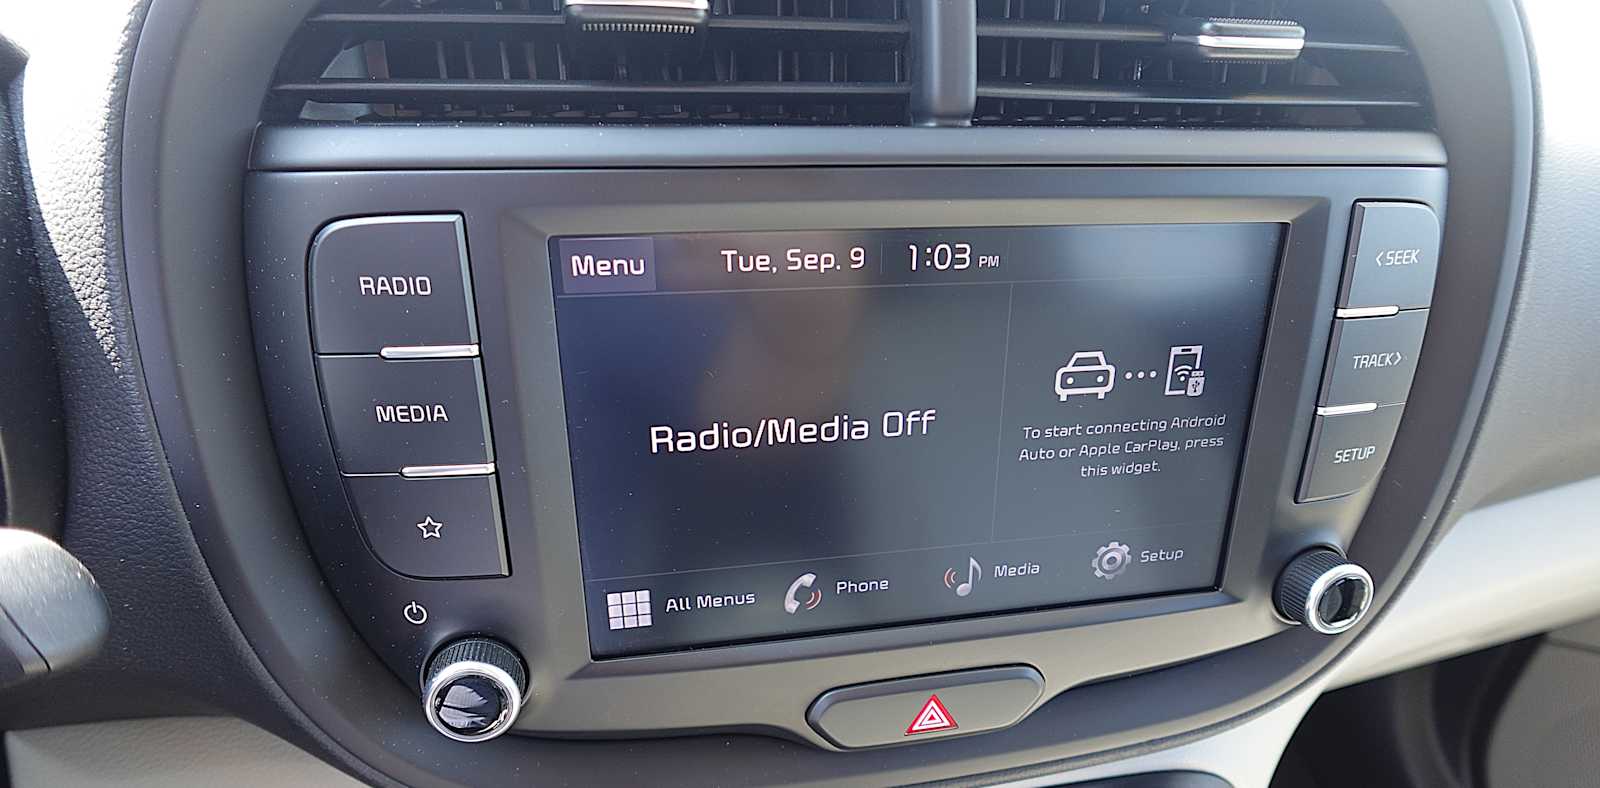 RADIO
MEDIA
Menu
Tue, Sep. 9 1:03 PM
Radio/Media Off
To start connecting Android
Auto or Apple CarPlay, press
this widget.
All Menus
Phone
Media
Setup
<SEEK
TRACK>
SETUP